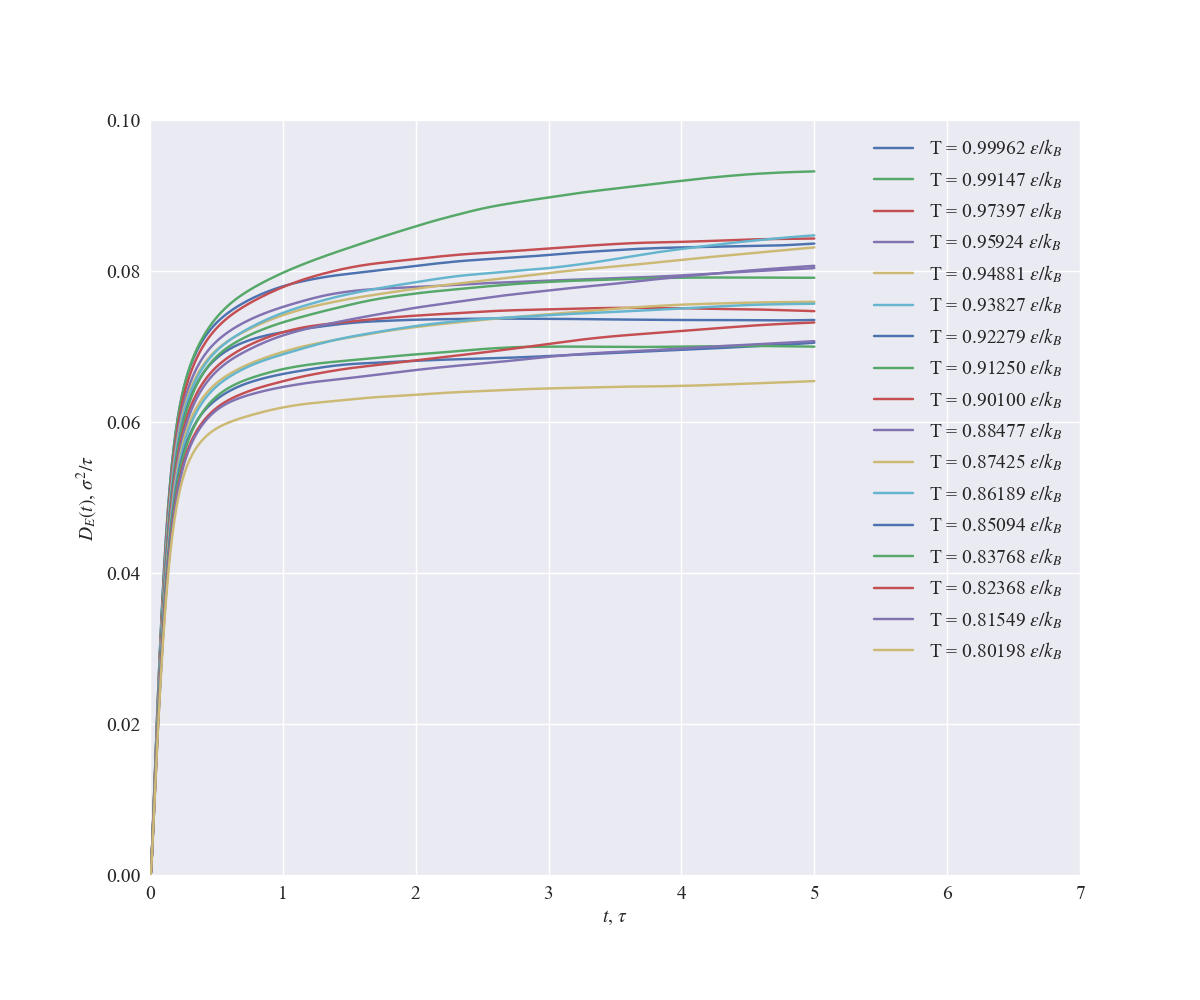 0.10
0.08
0.06
0.04
0.02
0.00
D_E(t), σ²/τ
0 1 2 3 4 5 6 7
t, τ
T = 0.99962 ε/k_B
T = 0.99147 ε/k_B
T = 0.97397 ε/k_B
T = 0.95924 ε/k_B
T = 0.94881 ε/k_B
T = 0.93827 ε/k_B
T = 0.92279 ε/k_B
T = 0.91250 ε/k_B
T = 0.90100 ε/k_B
T = 0.88477 ε/k_B
T = 0.87425 ε/k_B
T = 0.86189 ε/k_B
T = 0.85094 ε/k_B
T = 0.83768 ε/k_B
T = 0.82368 ε/k_B
T = 0.81549 ε/k_B
T = 0.80198 ε/k_B